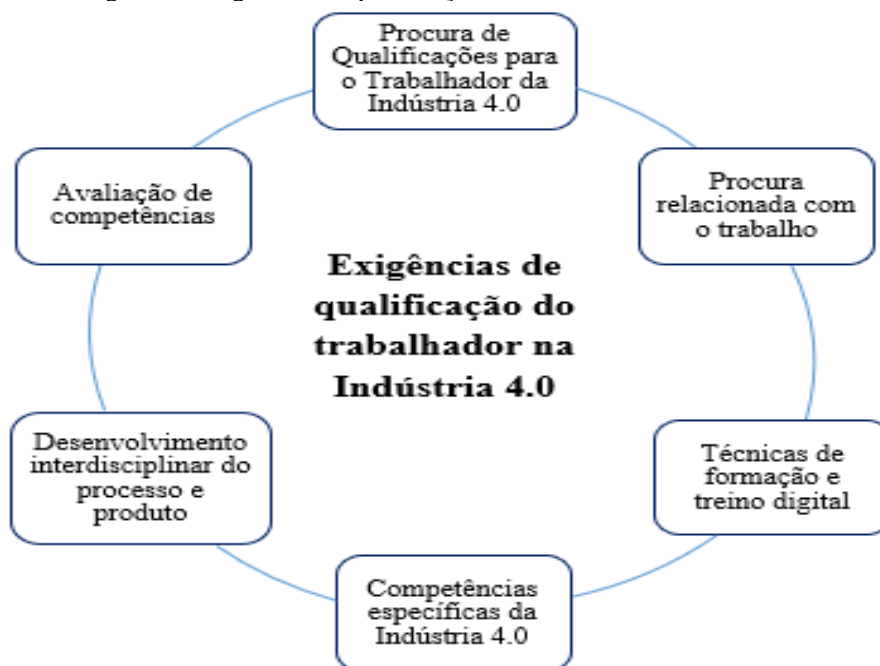 Procura de
Qualificações para
o Trabalhador da
Indústria 4.0
Procura
relacionada com
o trabalho
Avaliação de
competências
Exigências de
qualificação do
trabalhador na
Indústria 4.0
Desenvolvimento
interdisciplinar do
processo e
produto
Técnicas de
formação e
treino digital
Competências
específicas da
Indústria 4.0